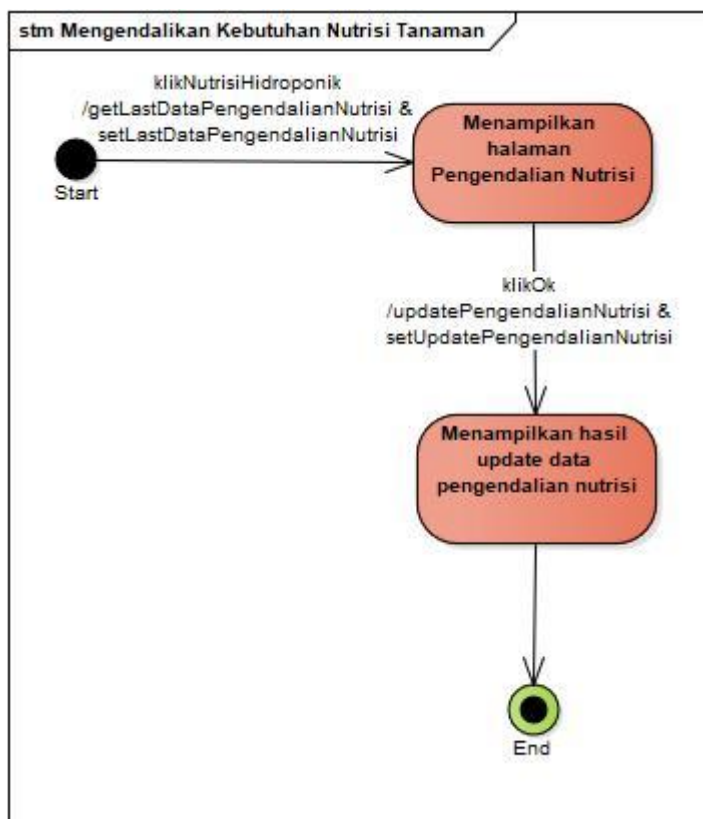 stm Mengendalikan Kebutuhan Nutrisi Tanaman
klikNutrisiHidroponik
/getLastDataPengendalianNutrisi &
setLastDataPengendalianNutrisi
Start
Menampilkan
halaman
Pengendalian Nutrisi
klikOk
/updatePengendalianNutrisi &
setUpdatePengendalianNutrisi
Menampilkan hasil
update data
pengendalian nutrisi
End